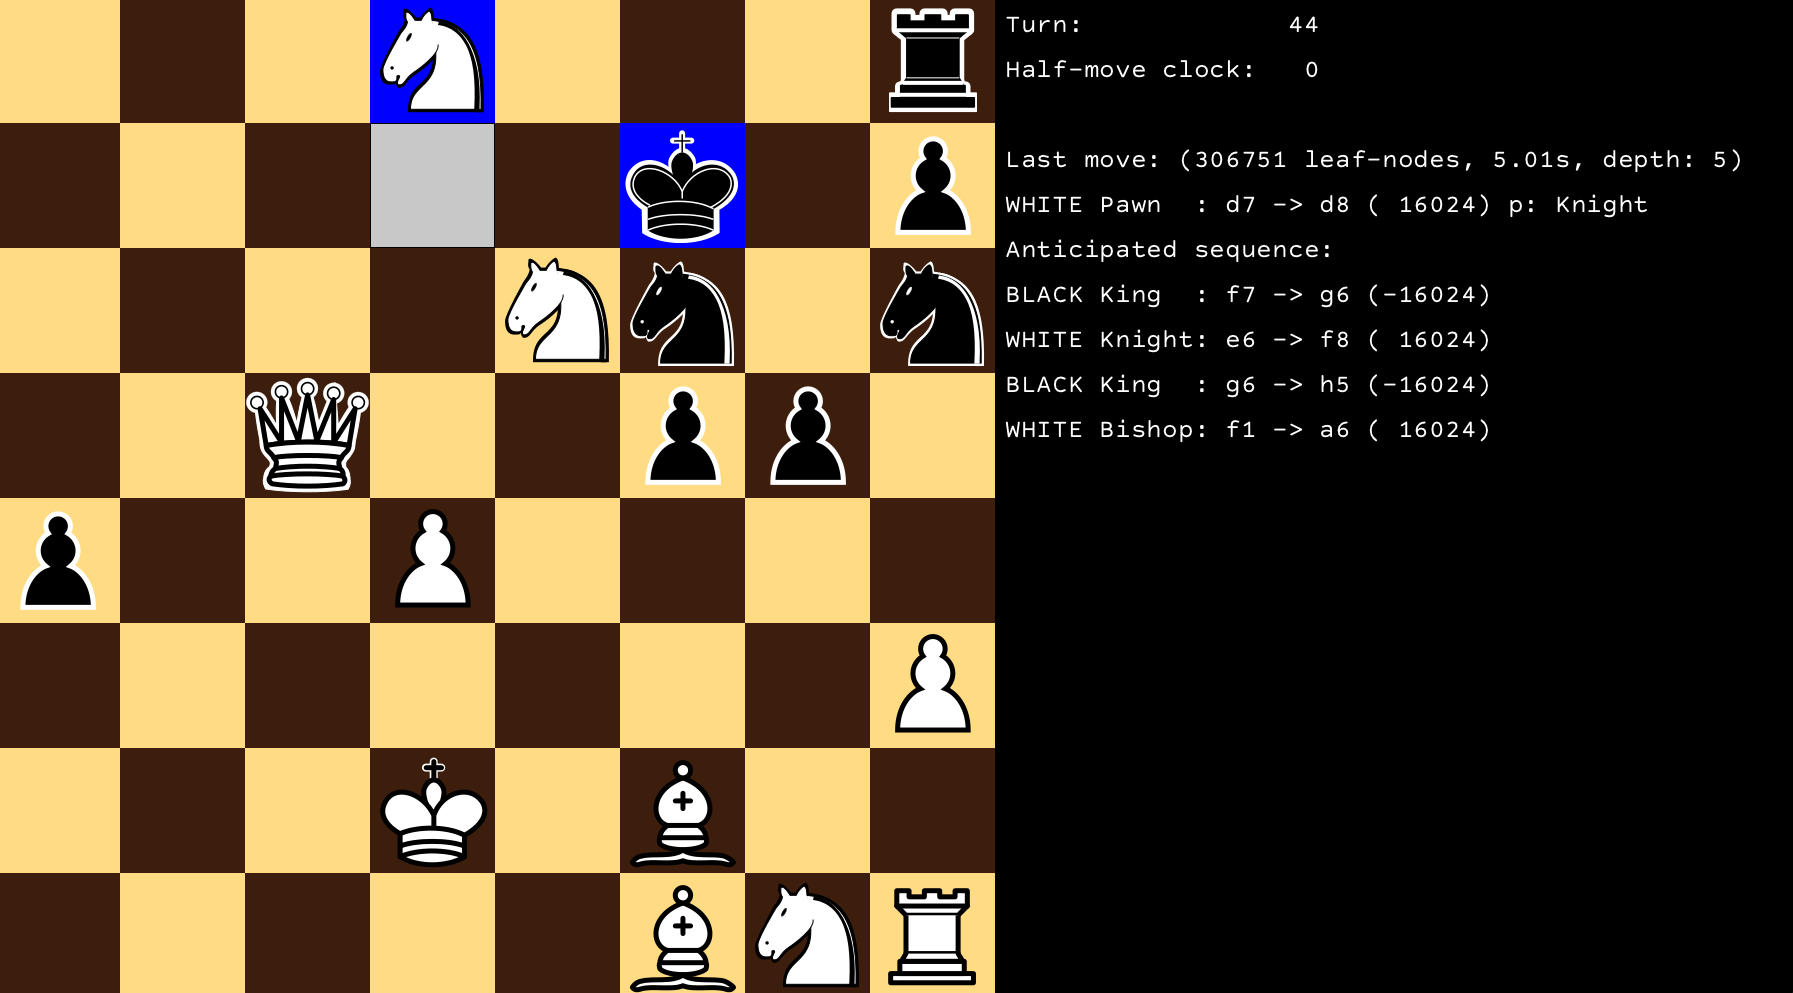 Turn: 44
Half-move clock: 0
Last move: (306751 leaf-nodes, 5.01s, depth: 5)
WHITE Pawn  : d7 -> d8 ( 16024) p: Knight
Anticipated sequence:
BLACK King  : f7 -> g6 (-16024)
WHITE Knight: e6 -> f8 ( 16024)
BLACK King  : g6 -> h5 (-16024)
WHITE Bishop: f1 -> a6 ( 16024)